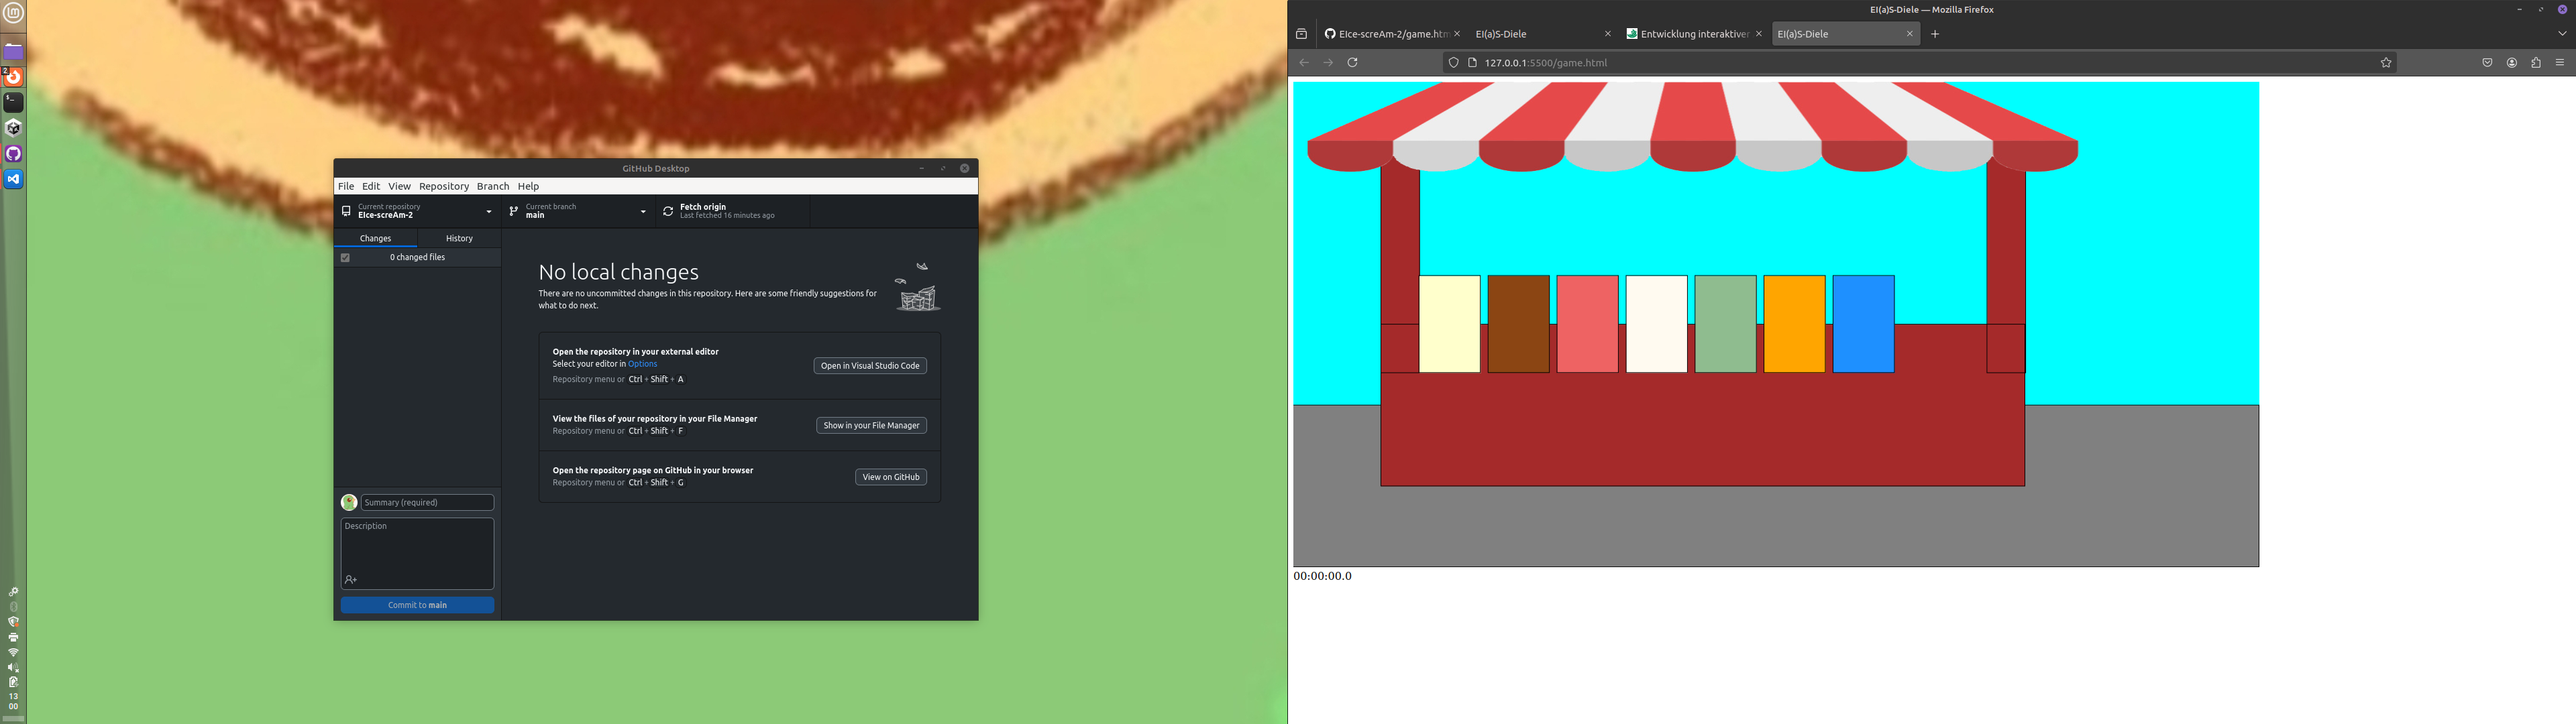 GitHub Desktop
File Edit View Repository Branch Help
Current repository
EIce-screAm-2
Current branch
main
Fetch origin
Last fetched 16 minutes ago
Changes
History
0 changed files
No local changes
There are no uncommitted changes in this repository. Here are some friendly suggestions for
what to do next.
Open the repository in your external editor
Select your editor in Options
Repository menu or Ctrl + Shift + A
Open in Visual Studio Code
View the files of your repository in your File Manager
Repository menu or Ctrl + Shift + F
Show in your File Manager
Open the repository page on GitHub in your browser
Repository menu or Ctrl + Shift + G
View on GitHub
Summary (required)
Description
Commit to main
2
13
00
EI(a)S-Diele — Mozilla Firefox
EIce-screAm-2/game.htm
EI(a)S-Diele
Entwicklung interaktiver
EI(a)S-Diele
127.0.0.1:5500/game.html
00:00:00.0